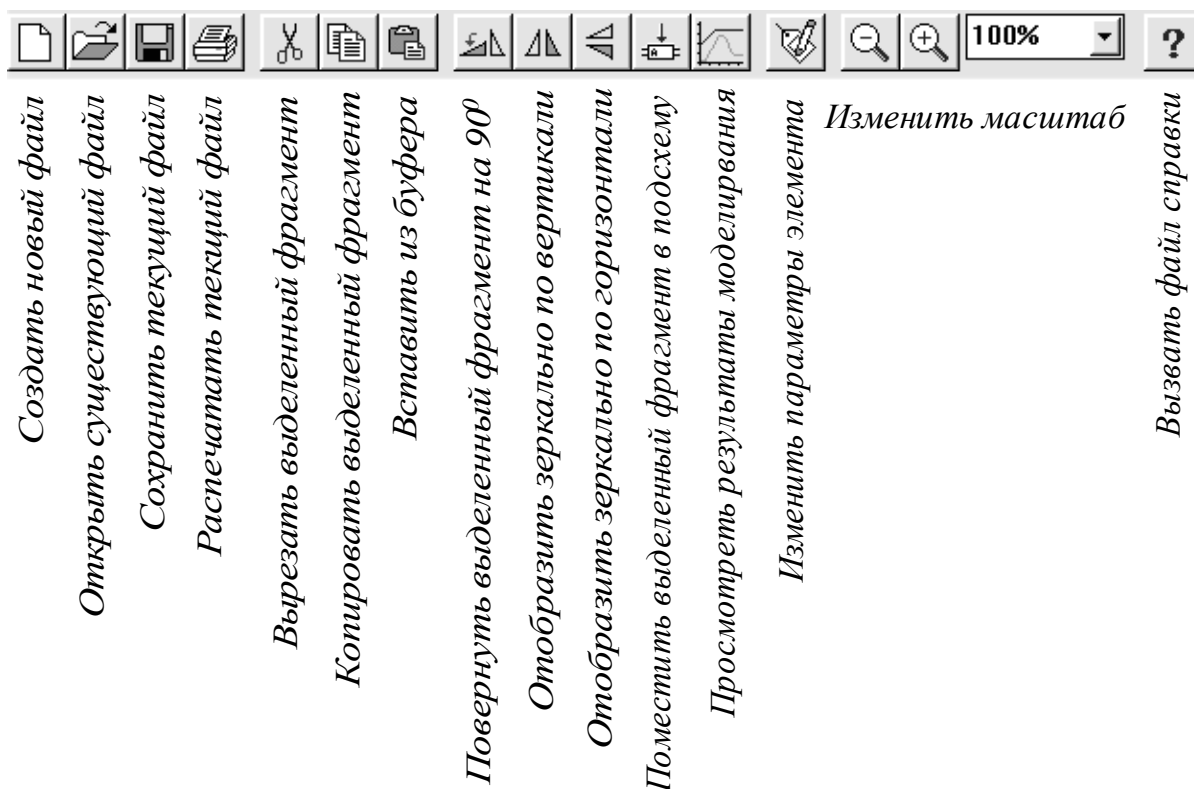 100%
?
Создать новый файл
Открыть существующий файл
Сохранить текущий файл
Распечатать текщий файл
Вырезать выделенный фрагмент
Копировать выделенный фрагмент
Вставить из буфера
Повернуть выделенный фрагмент на 90⁰
Отобразить зеркально по вертикали
Отобразить зеркально по горизонтали
Поместить выделенный фрагмент в подсхему
Просмотреть результаты моделирвания
Изменить параметры элемента
Изменить масштаб
Вызвать файл справки